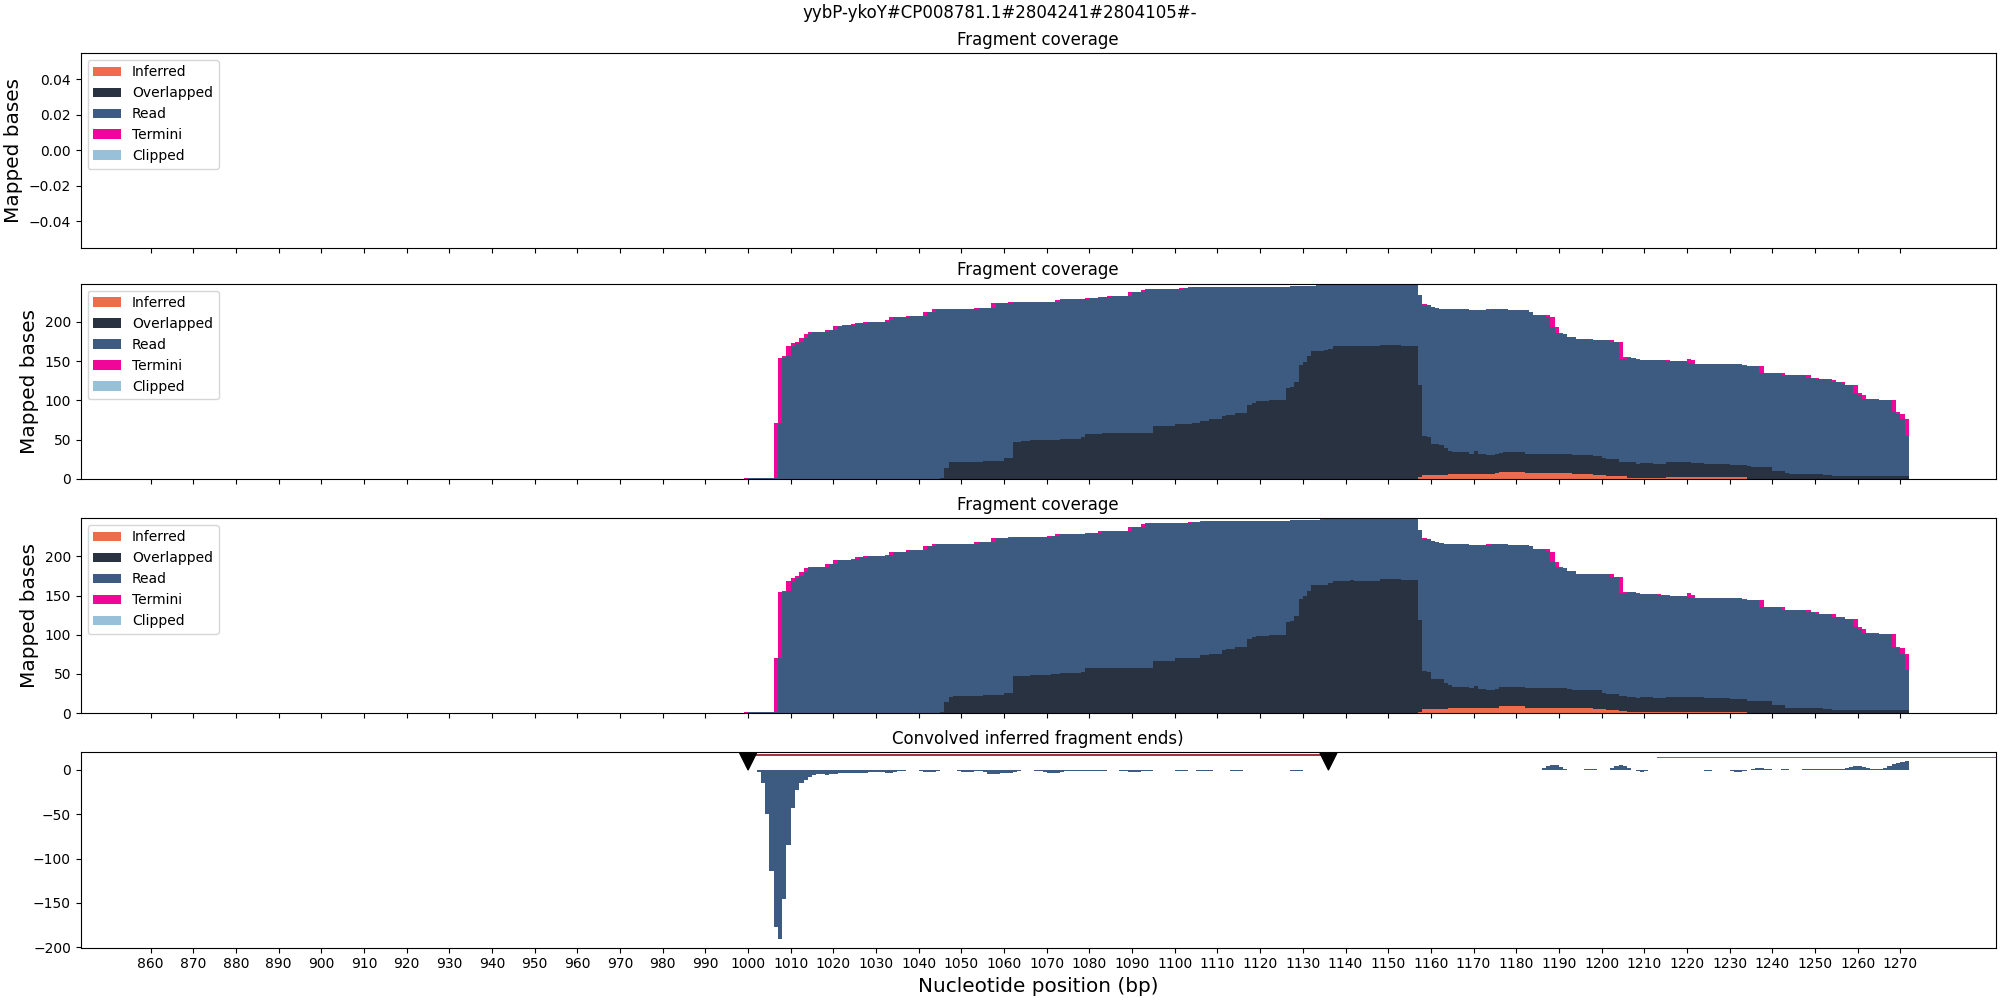 yybP-ykoY#CP008781.1#2804241#2804105#-
Fragment coverage
Mapped bases
0.04
0.02
0.00
−0.02
−0.04
Inferred
Overlapped
Read
Termini
Clipped
Fragment coverage
Mapped bases
200
150
100
50
0
Inferred
Overlapped
Read
Termini
Clipped
Fragment coverage
Mapped bases
200
150
100
50
0
Inferred
Overlapped
Read
Termini
Clipped
Convolved inferred fragment ends)
0
−50
−100
−150
−200
860 870 880 890 900 910 920 930 940 950 960 970 980 990 1000 1010 1020 1030 1040 1050 1060 1070 1080 1090 1100 1110 1120 1130 1140 1150 1160 1170 1180 1190 1200 1210 1220 1230 1240 1250 1260 1270
Nucleotide position (bp)